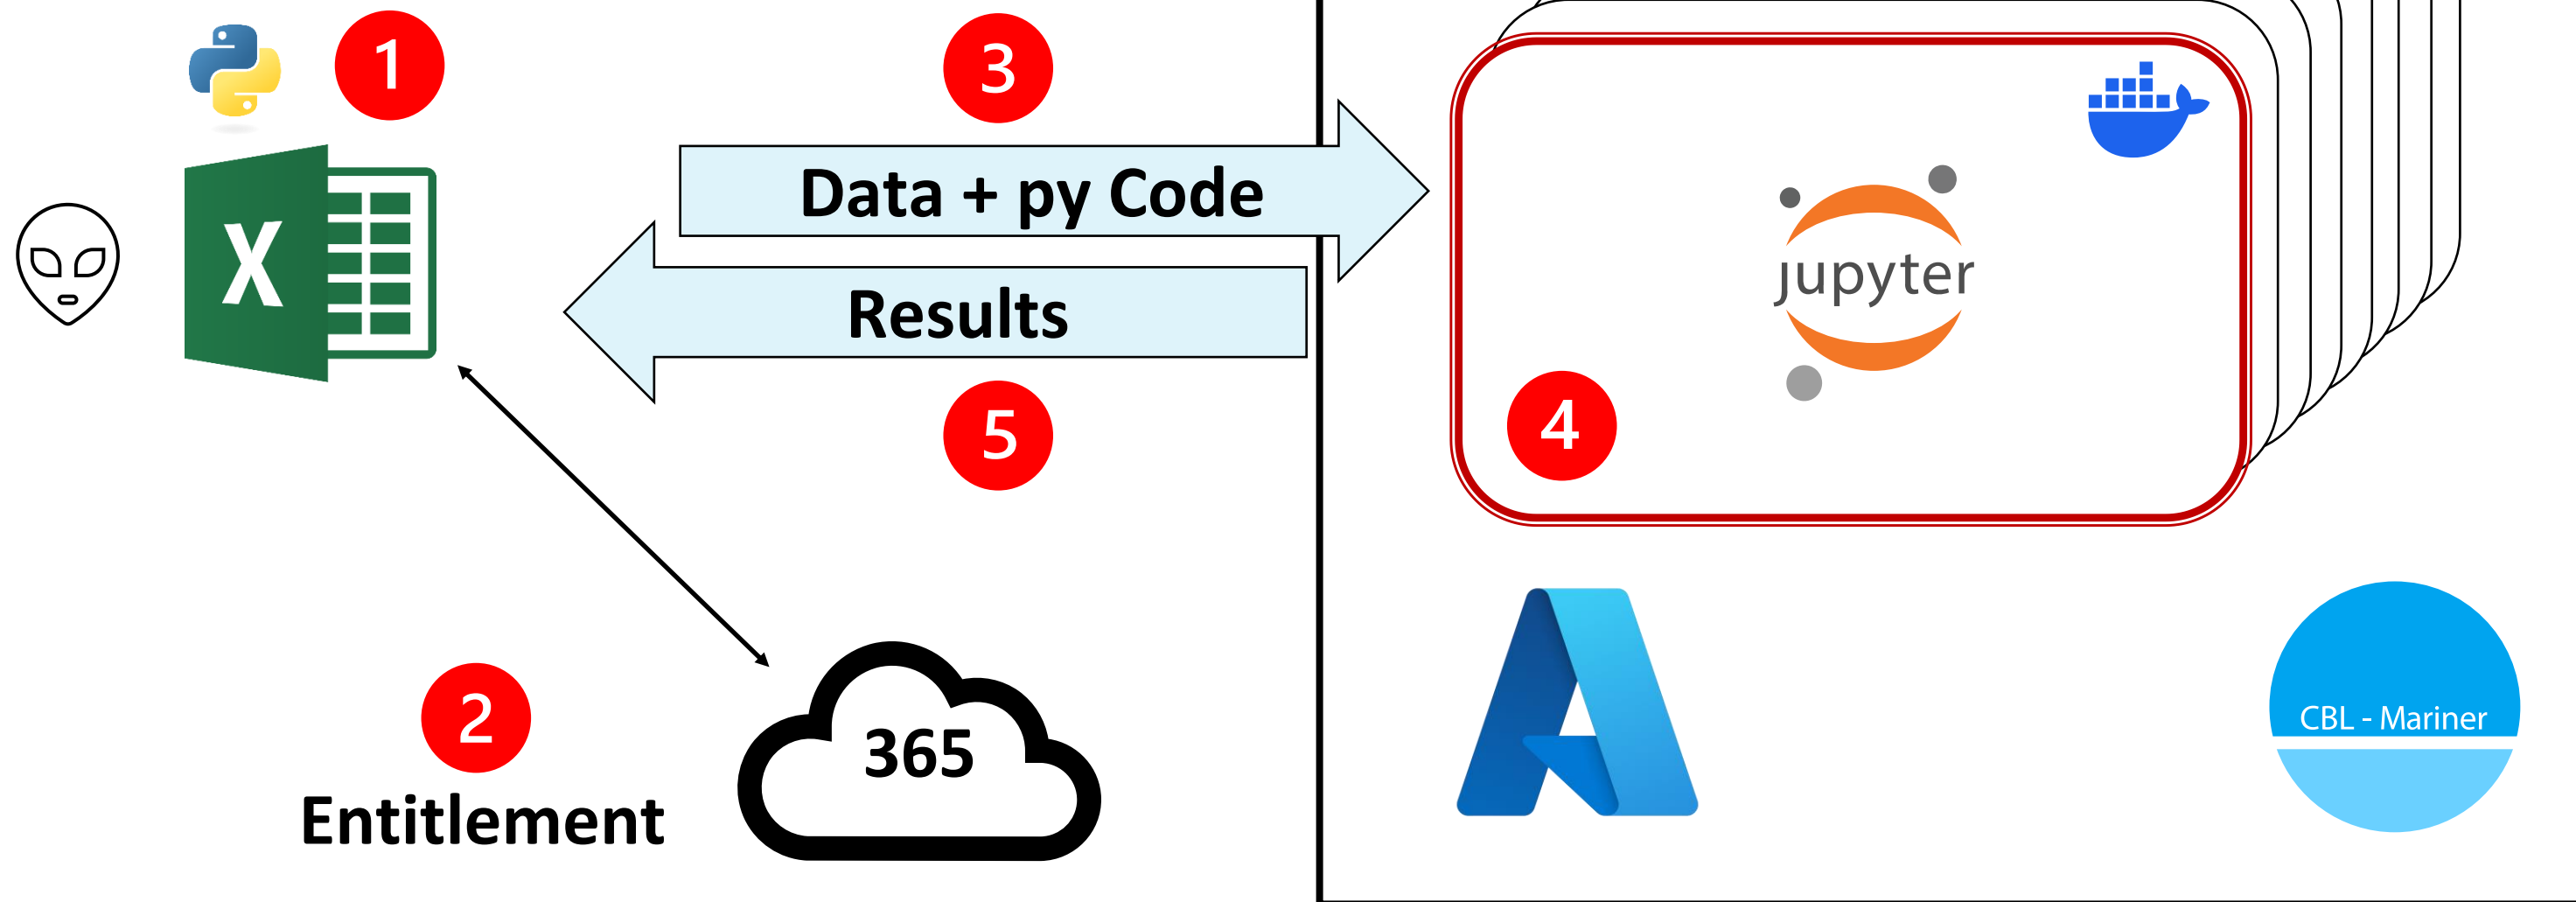 1
3
Data + py Code
X
jupyter
Results
4
5
2
365
CBL - Mariner
Entitlement